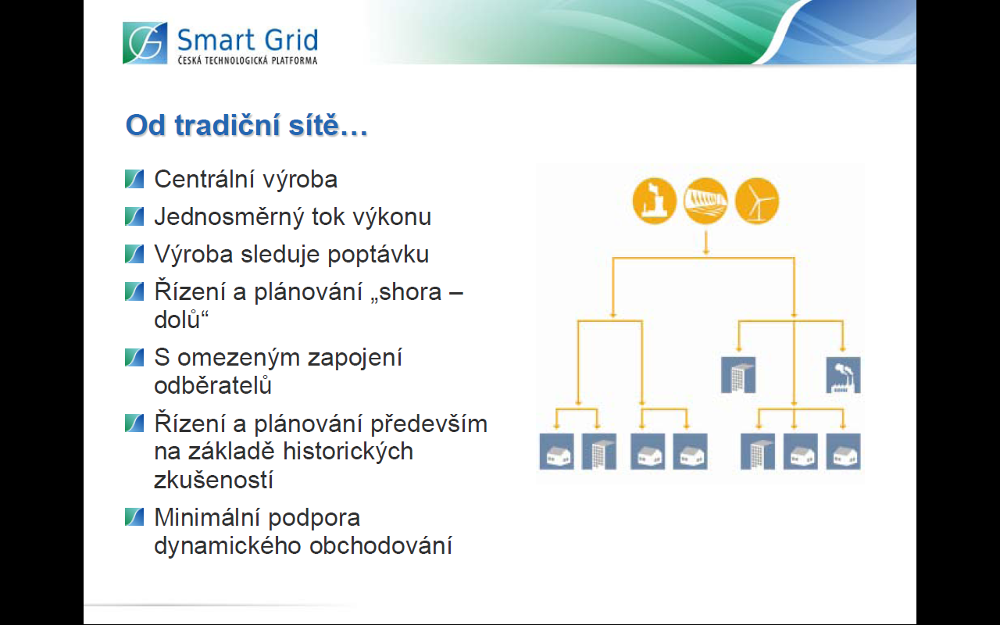 Smart Grid
ČESKÁ TECHNOLOGICKÁ PLATFORMA
Od tradiční sítě…
Centrální výroba
Jednosměrný tok výkonu
Výroba sleduje poptávku
Řízení a plánování „shora –
dolů“
S omezeným zapojení
odběratelů
Řízení a plánování především
na základě historických
zkušeností
Minimální podpora
dynamického obchodování